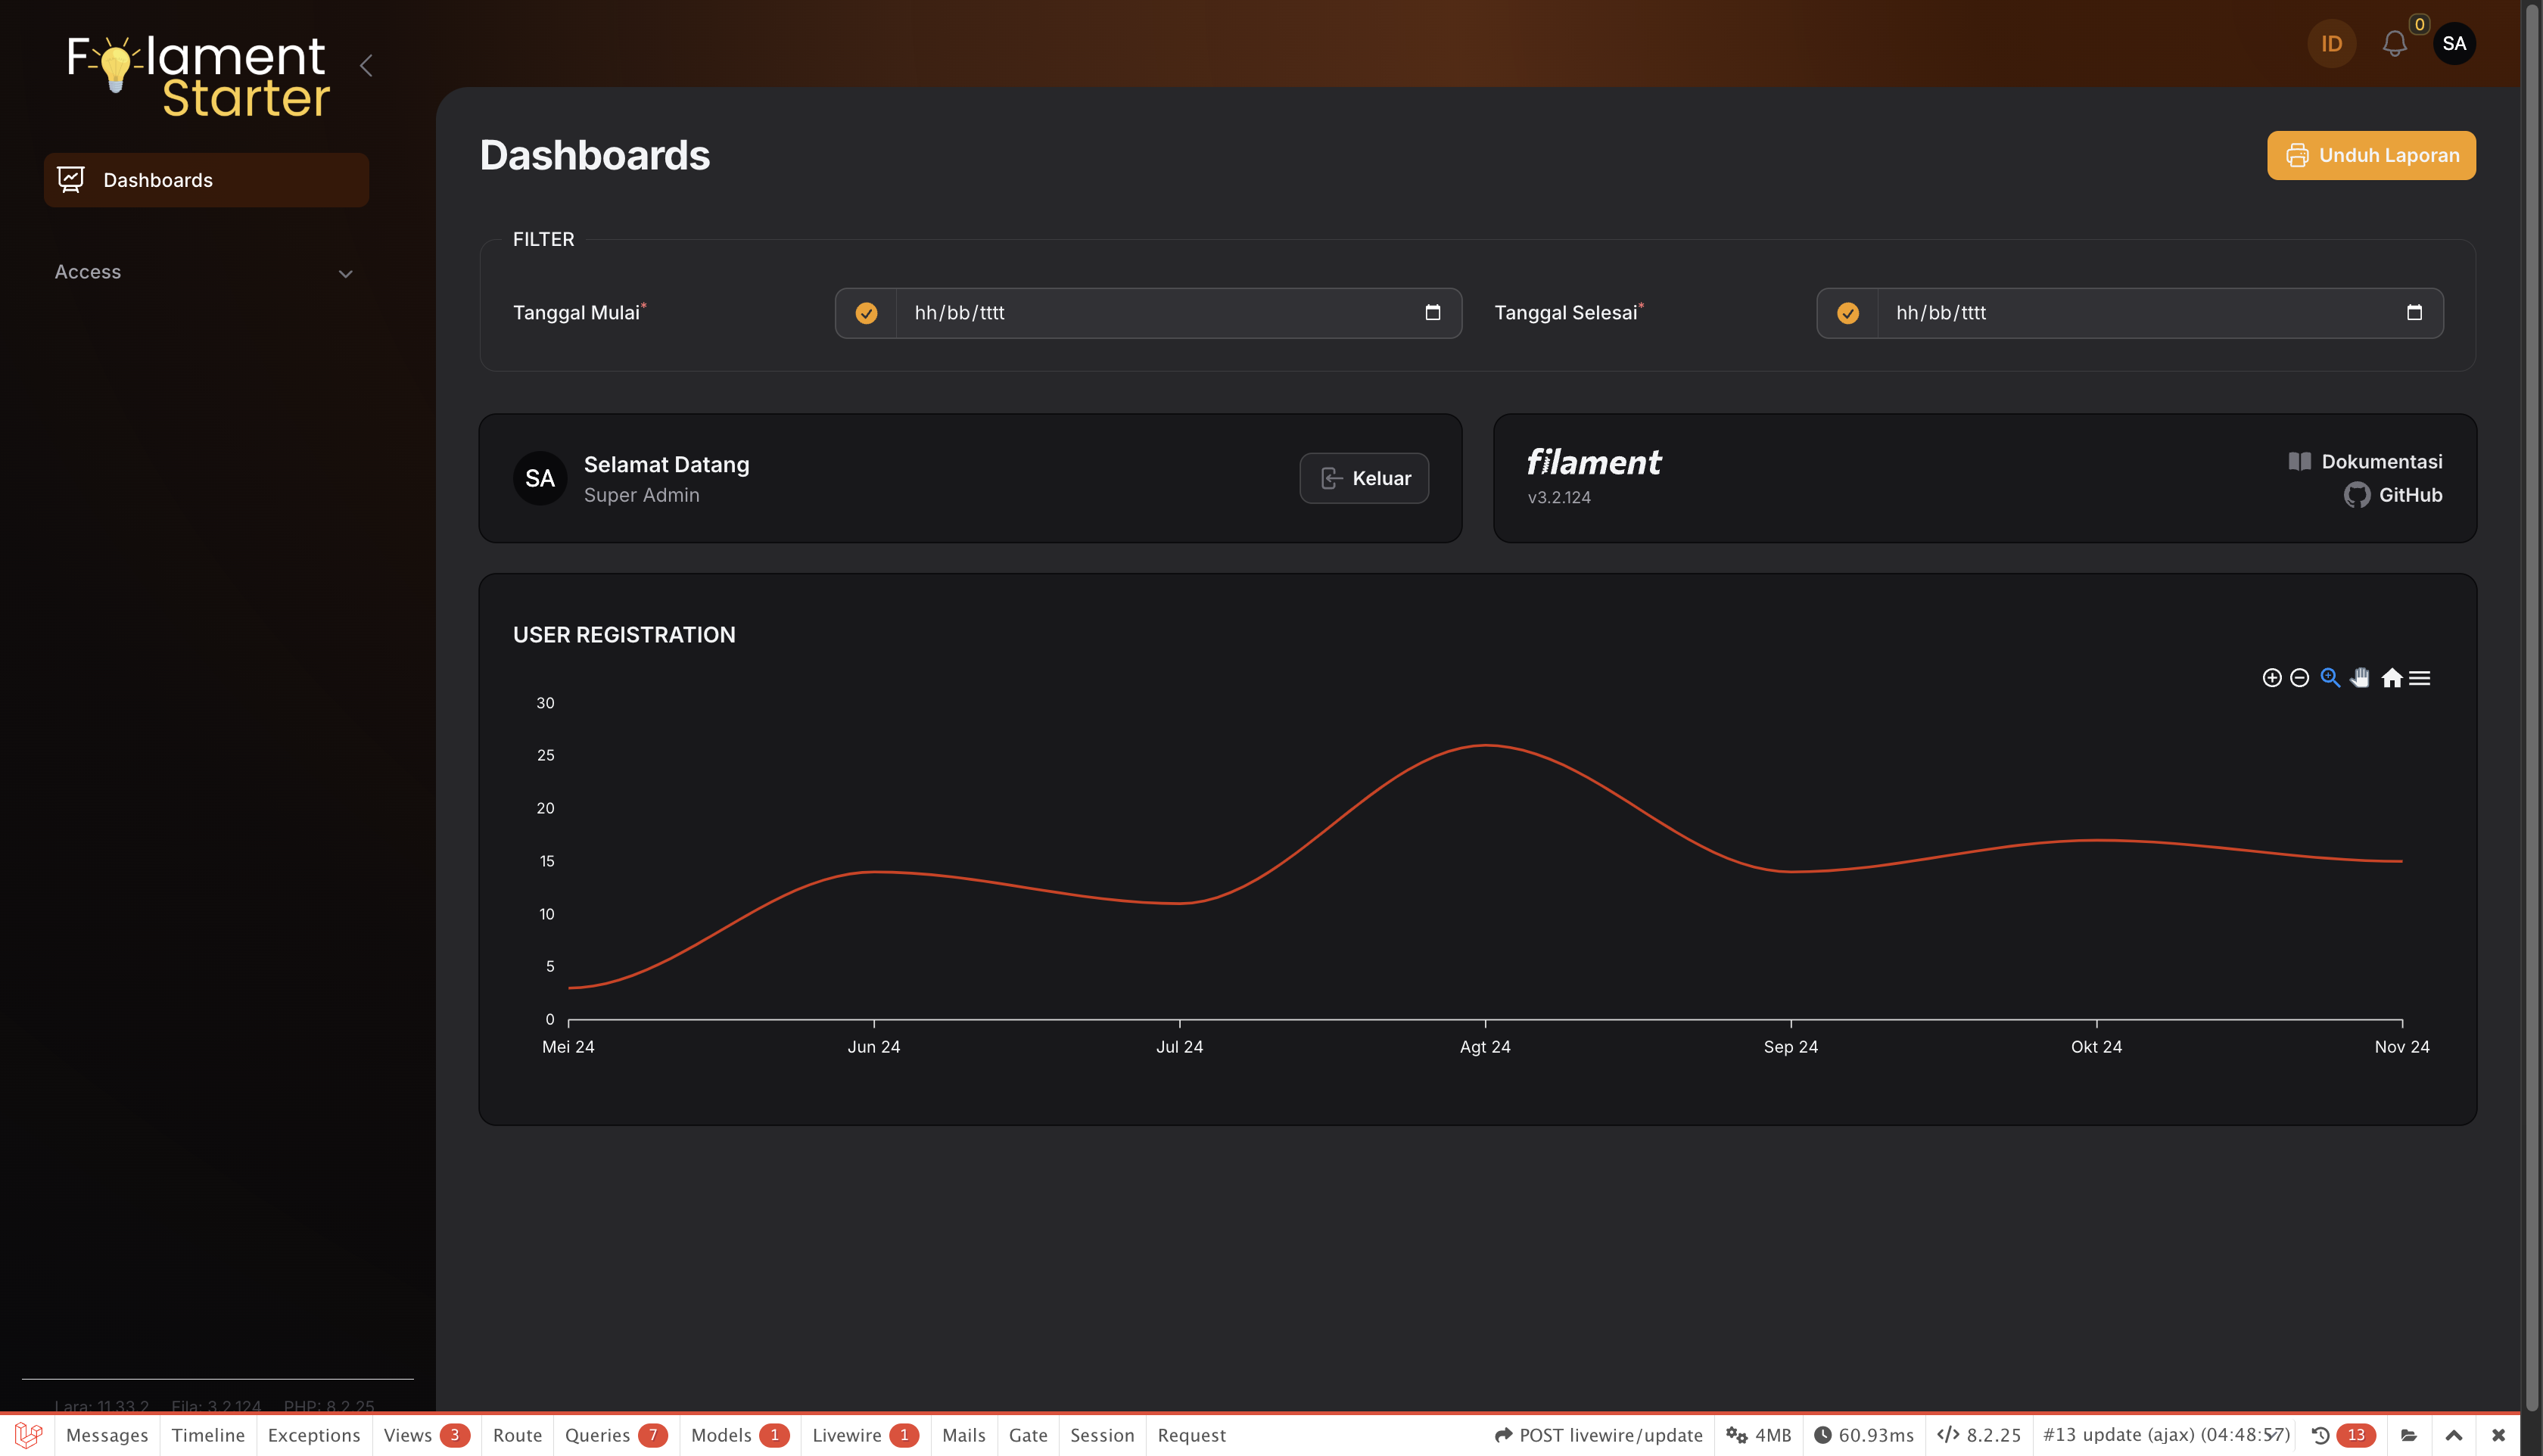 Filament
Starter
ID
0
SA
Dashboards
Access
Dashboards
Unduh Laporan
FILTER
Tanggal Mulai*
hh/bb/tttt
Tanggal Selesai*
hh/bb/tttt
SA
Selamat Datang
Super Admin
Keluar
filament
v3.2.124
Dokumentasi
GitHub
USER REGISTRATION
30
25
20
15
10
5
0
Mei 24 Jun 24 Jul 24 Agt 24 Sep 24 Okt 24 Nov 24
Lara: 11.33.2 Fila: 3.2.124 PHP: 8.2.25
Messages Timeline Exceptions Views 3 Route Queries 7 Models 1 Livewire 1 Mails Gate Session Request POST livewire/update 4MB 60.93ms 8.2.25 #13 update (ajax) (04:48:57) 13